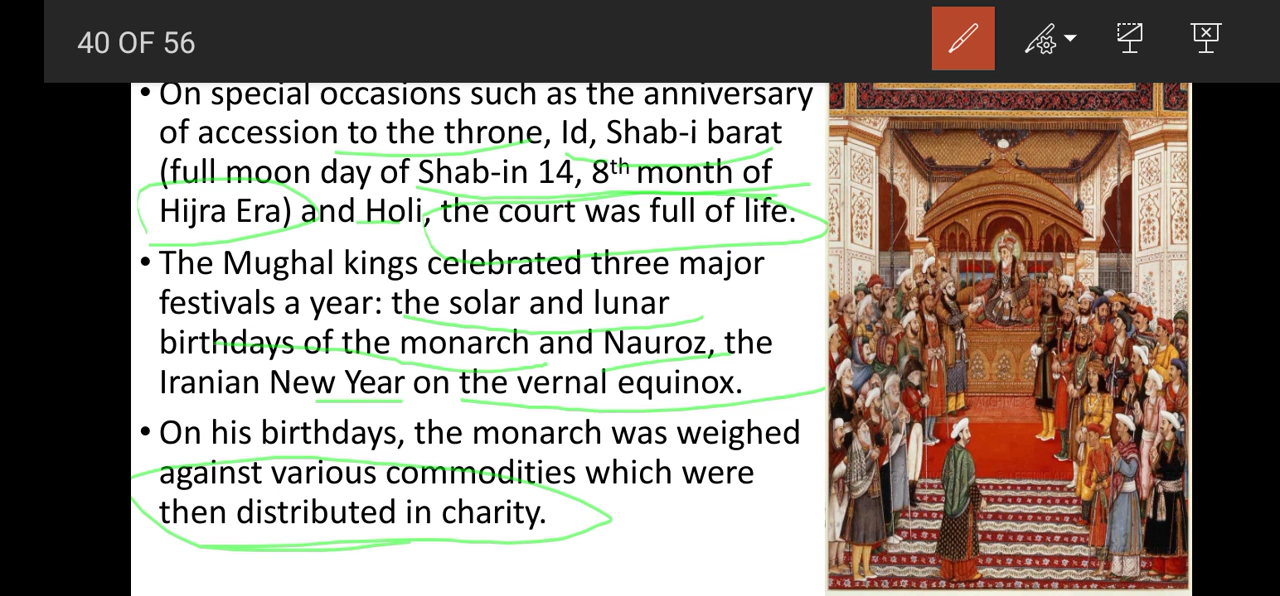 40 OF 56
• On special occasions such as the anniversary
of accession to the throne, Id, Shab-i barat
(full moon day of Shab-in 14, 8th month of
Hijra Era) and Holi, the court was full of life.
• The Mughal kings celebrated three major
festivals a year: the solar and lunar
birthdays of the monarch and Nauroz, the
Iranian New Year on the vernal equinox.
• On his birthdays, the monarch was weighed
against various commodities which were
then distributed in charity.